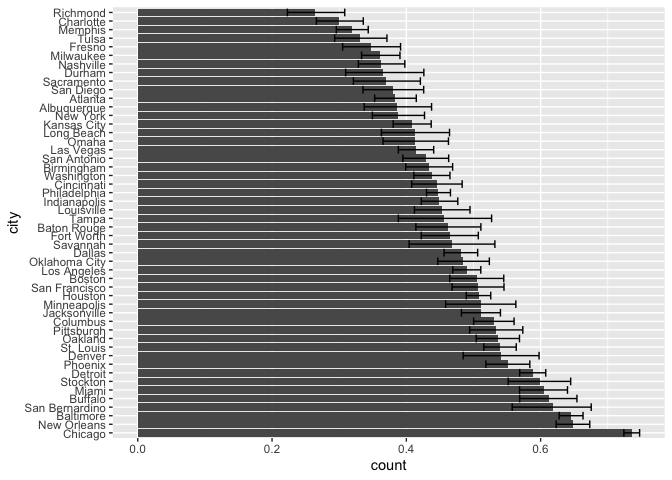 Richmond
Charlotte
Memphis
Tulsa
Fresno
Milwaukee
Nashville
Durham
Sacramento
San Diego
Atlanta
Albuquerque
New York
Kansas City
Long Beach
Omaha
Las Vegas
San Antonio
Birmingham
Washington
Cincinnati
Philadelphia
Indianapolis
Louisville
Tampa
Baton Rouge
Fort Worth
Savannah
Dallas
Oklahoma City
Los Angeles
Boston
San Francisco
Houston
Minneapolis
Jacksonville
Columbus
Pittsburgh
Oakland
St. Louis
Denver
Phoenix
Detroit
Stockton
Miami
Buffalo
San Bernardino
Baltimore
New Orleans
Chicago
city
0.0 0.2 0.4 0.6
count